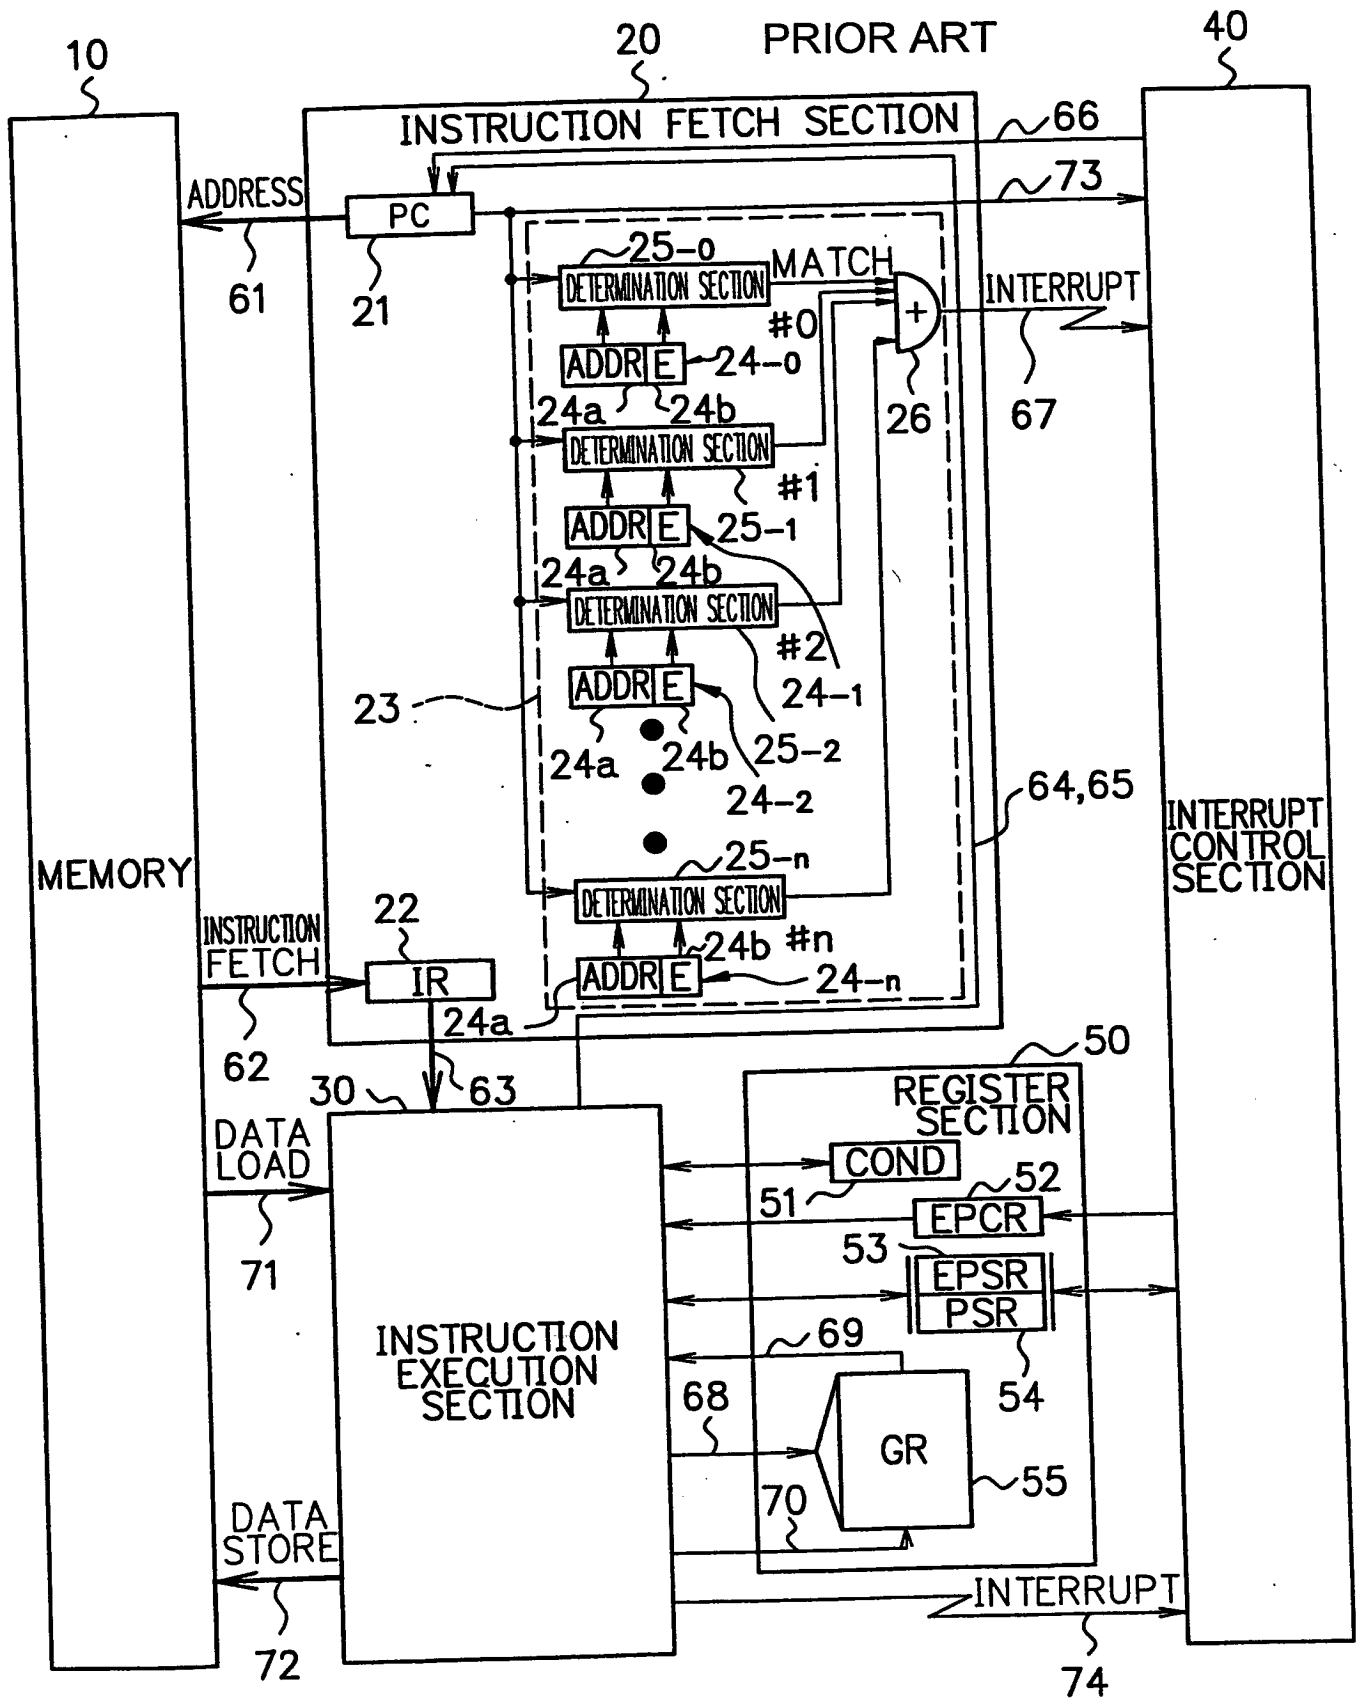 PRIOR ART
10
20
40
INSTRUCTION FETCH SECTION
66
ADDRESS
PC
73
61
21
25-0
DETERMINATION SECTION
MATCH
#0
+
INTERRUPT
ADDR E
24-0
24a 24b
26
67
DETERMINATION SECTION
#1
25-1
ADDR E
24a 24b
DETERMINATION SECTION
#2
24-1
ADDR E
23
24a 24b
25-2
24-2
64,65
INTERRUPT
CONTROL
SECTION
MEMORY
25-n
DETERMINATION SECTION
22
24b
#n
INSTRUCTION
FETCH
IR
ADDR E
24-n
24a
62
63
30
50
REGISTER
SECTION
DATA
LOAD
COND
51
52
EPCR
71
53
EPSR
PSR
INSTRUCTION
EXECUTION
SECTION
69
54
68
GR
55
70
DATA
STORE
INTERRUPT
72
74